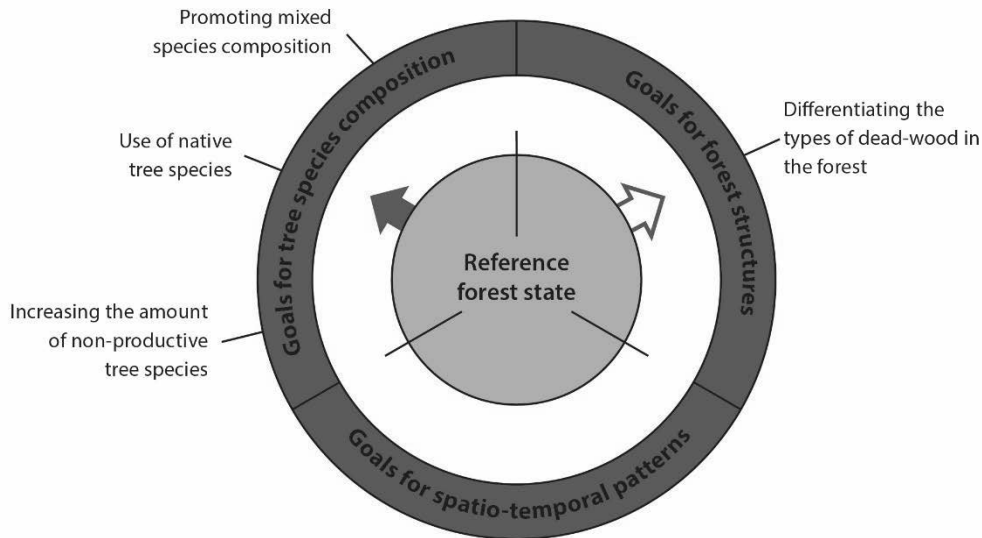 Promoting mixed
species composition
Goals for tree species composition
Goals for forest structures
Differentiating the
types of dead-wood in
the forest
Use of native
tree species
Reference
forest state
Increasing the amount
of non-productive
tree species
Goals for spatio-temporal patterns